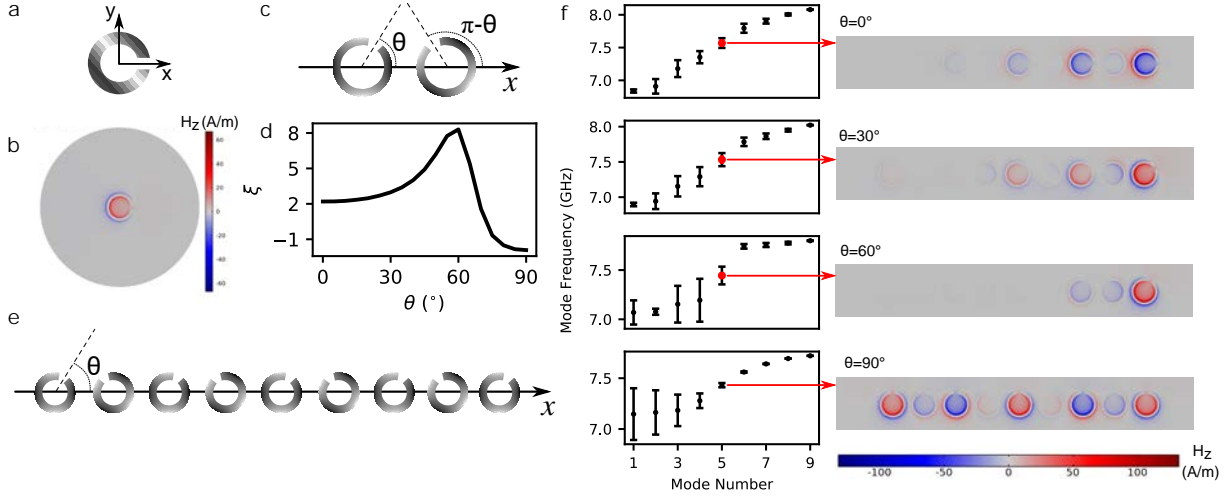 a
y
x
b
Hz (A/m)
60
40
20
0
-20
-40
-60
c
θ
π-θ
x
d
ξ
8
5
2
−1
0
30
60
90
θ (°)
e
θ
x
f
Mode Frequency (GHz)
8.0
7.5
7.0
θ=0°
8.0
7.5
7.0
θ=30°
7.5
7.0
θ=60°
7.5
7.0
θ=90°
1 3 5 7 9
Mode Number
-100 -50 0 50 100
Hz
(A/m)